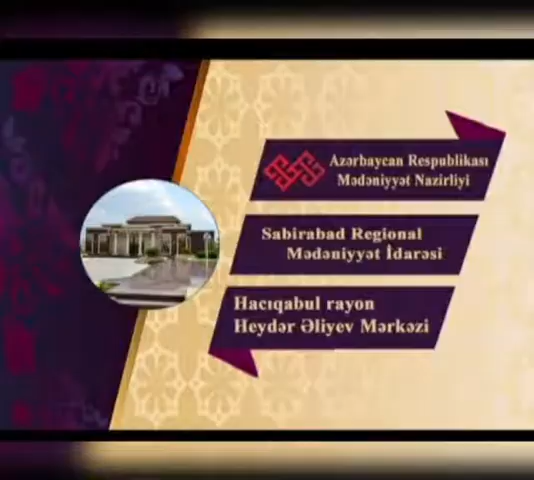 Azərbaycan Respublikası
Mədəniyyət Nazirliyi
Sabirabad Regional
Mədəniyyət İdarəsi
Hacıqabul rayon
Heydər Əliyev Mərkəzi